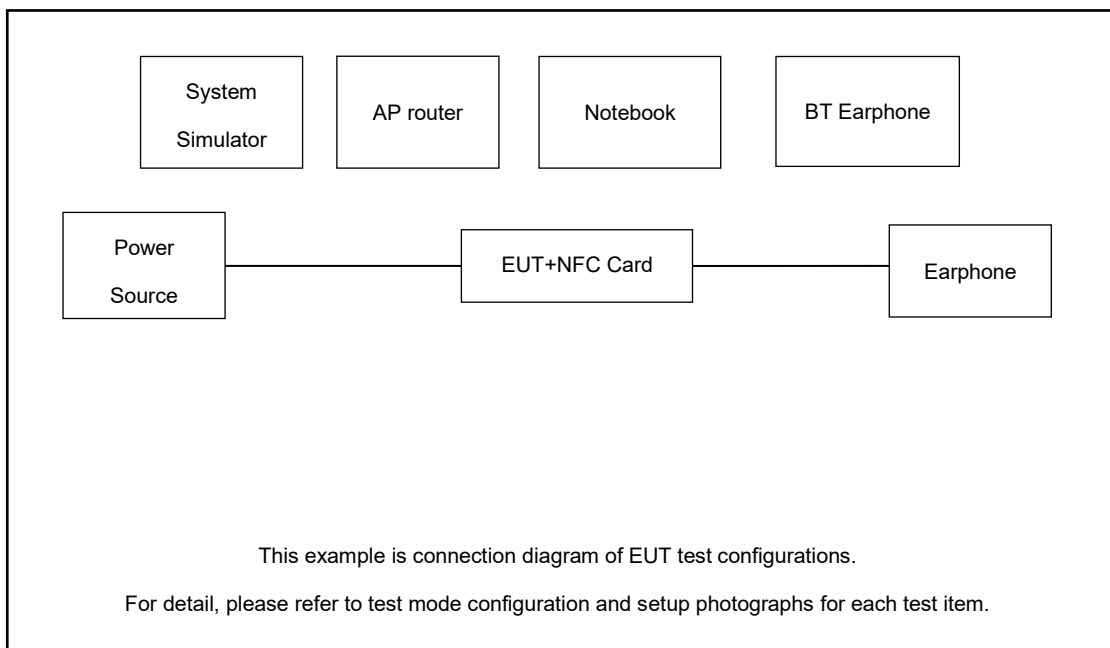 System
Simulator
AP router
Notebook
BT Earphone
Power
Source
EUT+NFC Card
Earphone
This example is connection diagram of EUT test configurations.
For detail, please refer to test mode configuration and setup photographs for each test item.